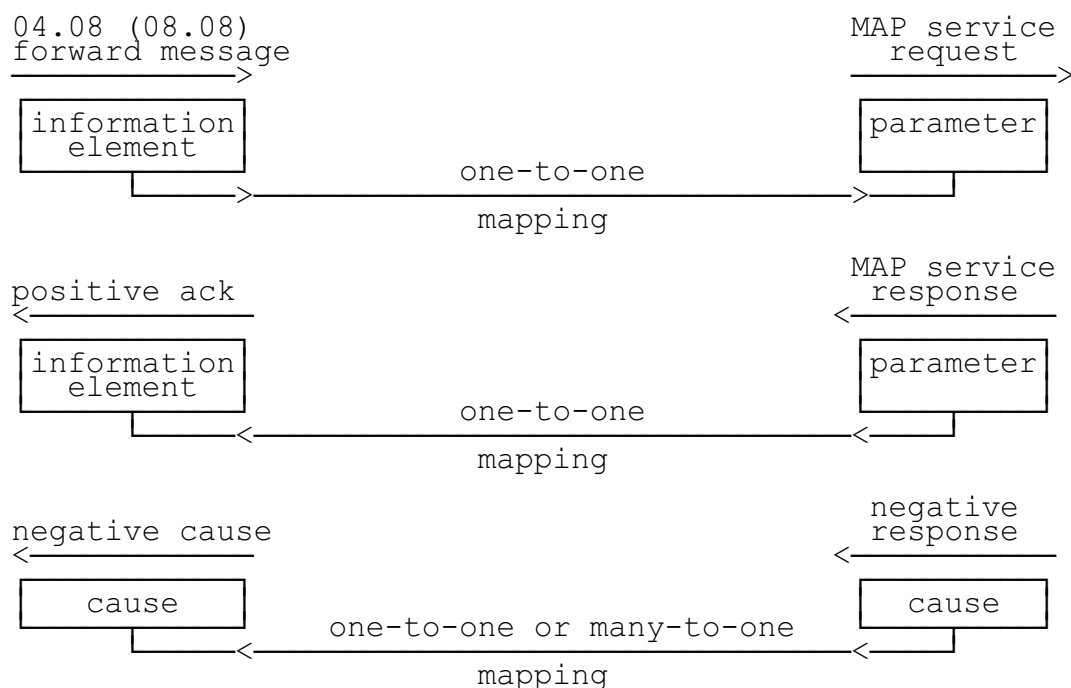 04.08 (08.08)
forward message
MAP service
request
information
element
parameter
one-to-one
mapping
positive ack
MAP service
response
information
element
parameter
one-to-one
mapping
negative cause
negative
response
cause
cause
one-to-one or many-to-one
mapping